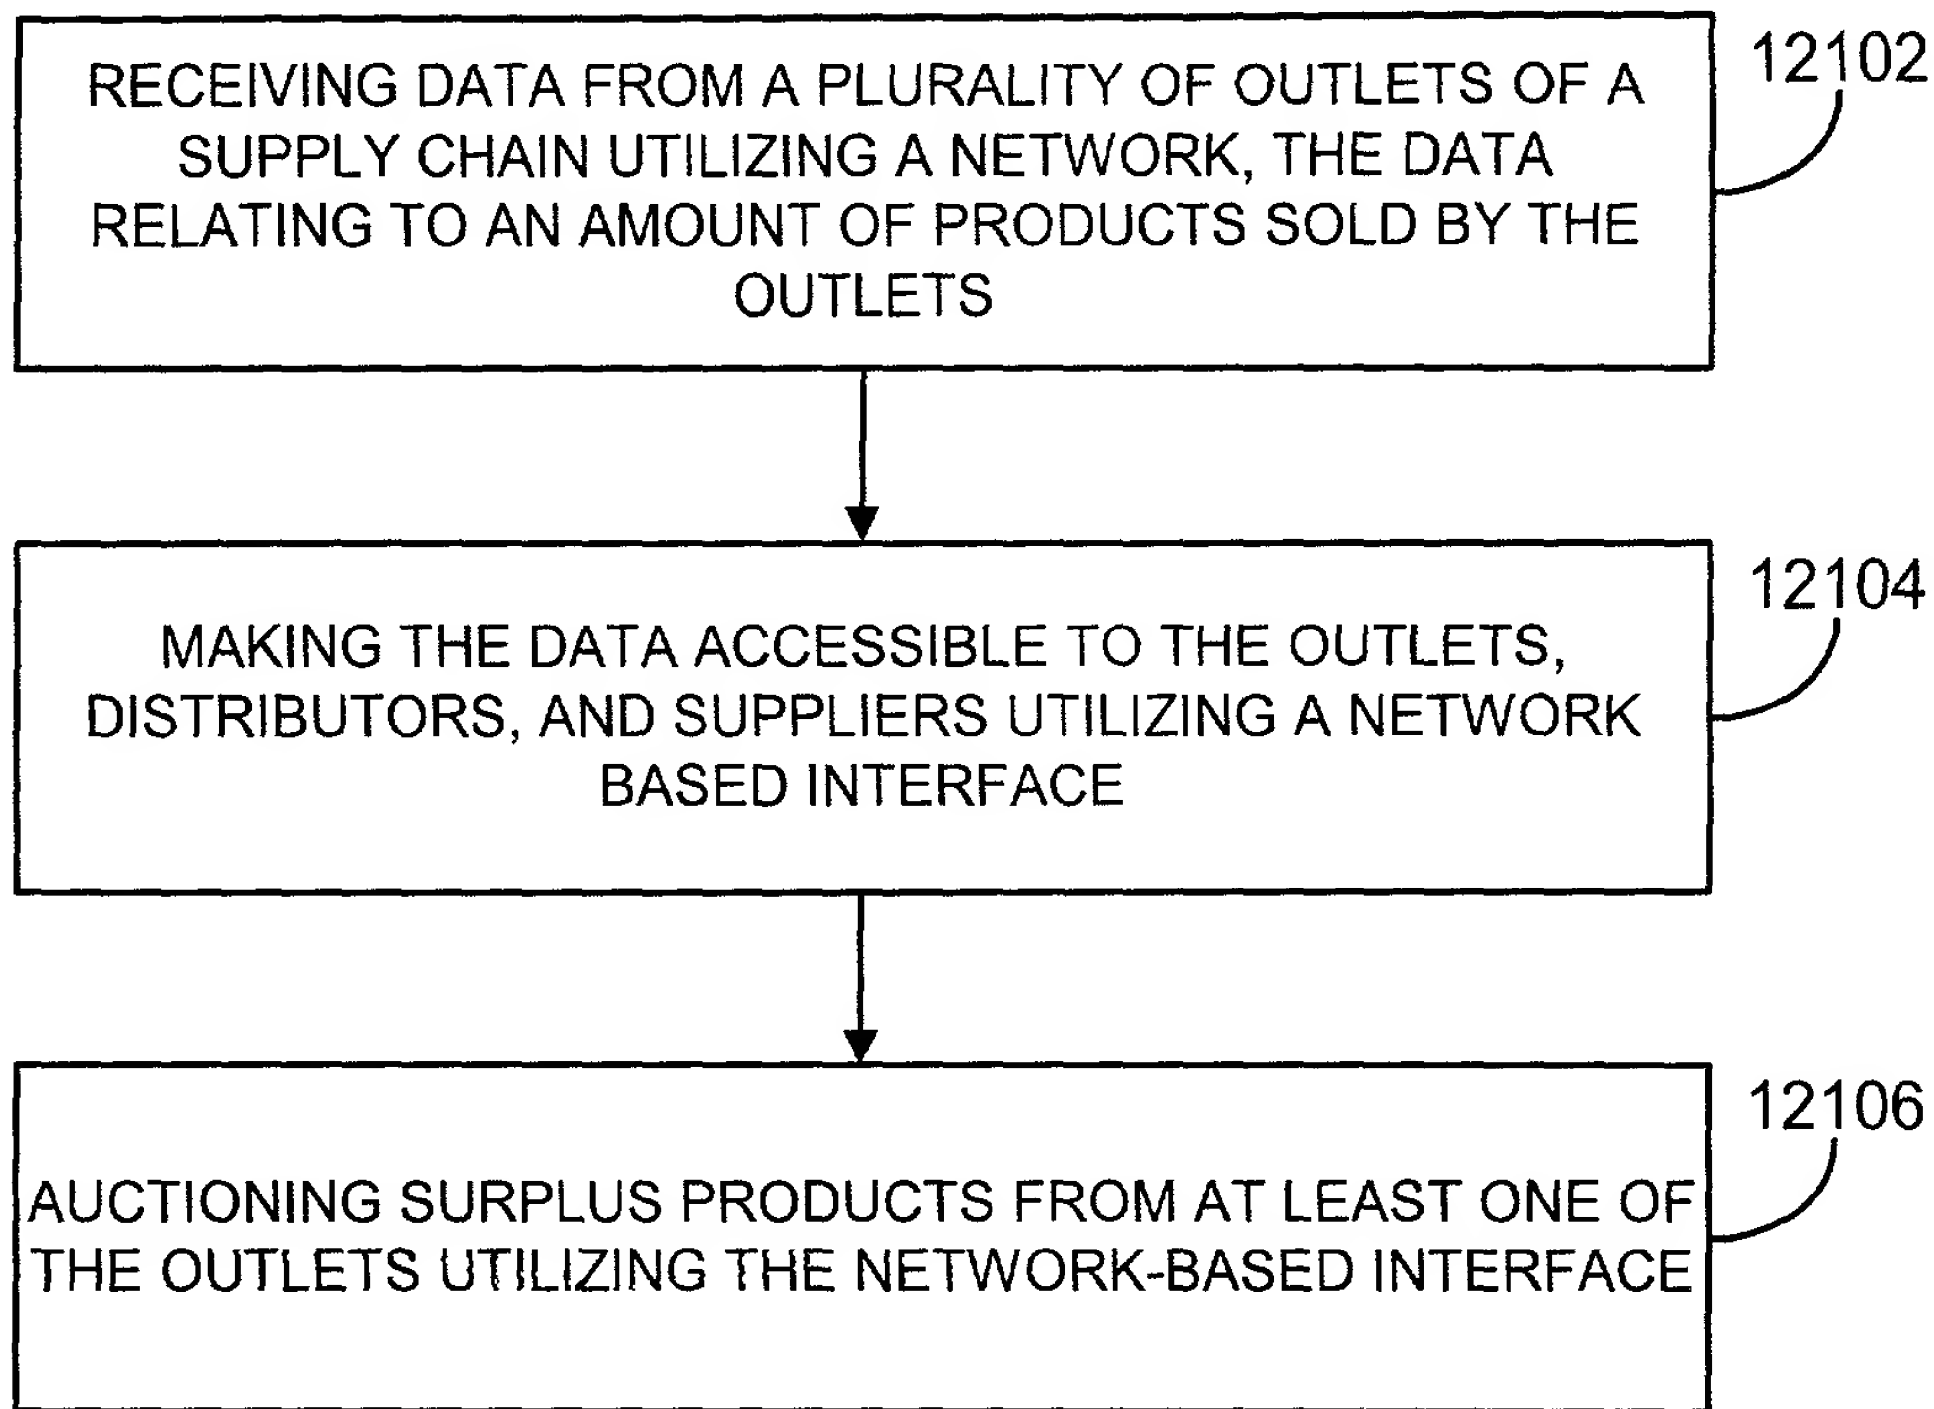 12102
RECEIVING DATA FROM A PLURALITY OF OUTLETS OF A
SUPPLY CHAIN UTILIZING A NETWORK, THE DATA
RELATING TO AN AMOUNT OF PRODUCTS SOLD BY THE
OUTLETS
12104
MAKING THE DATA ACCESSIBLE TO THE OUTLETS,
DISTRIBUTORS, AND SUPPLIERS UTILIZING A NETWORK
BASED INTERFACE
12106
AUCTIONING SURPLUS PRODUCTS FROM AT LEAST ONE OF
THE OUTLETS UTILIZING THE NETWORK-BASED INTERFACE